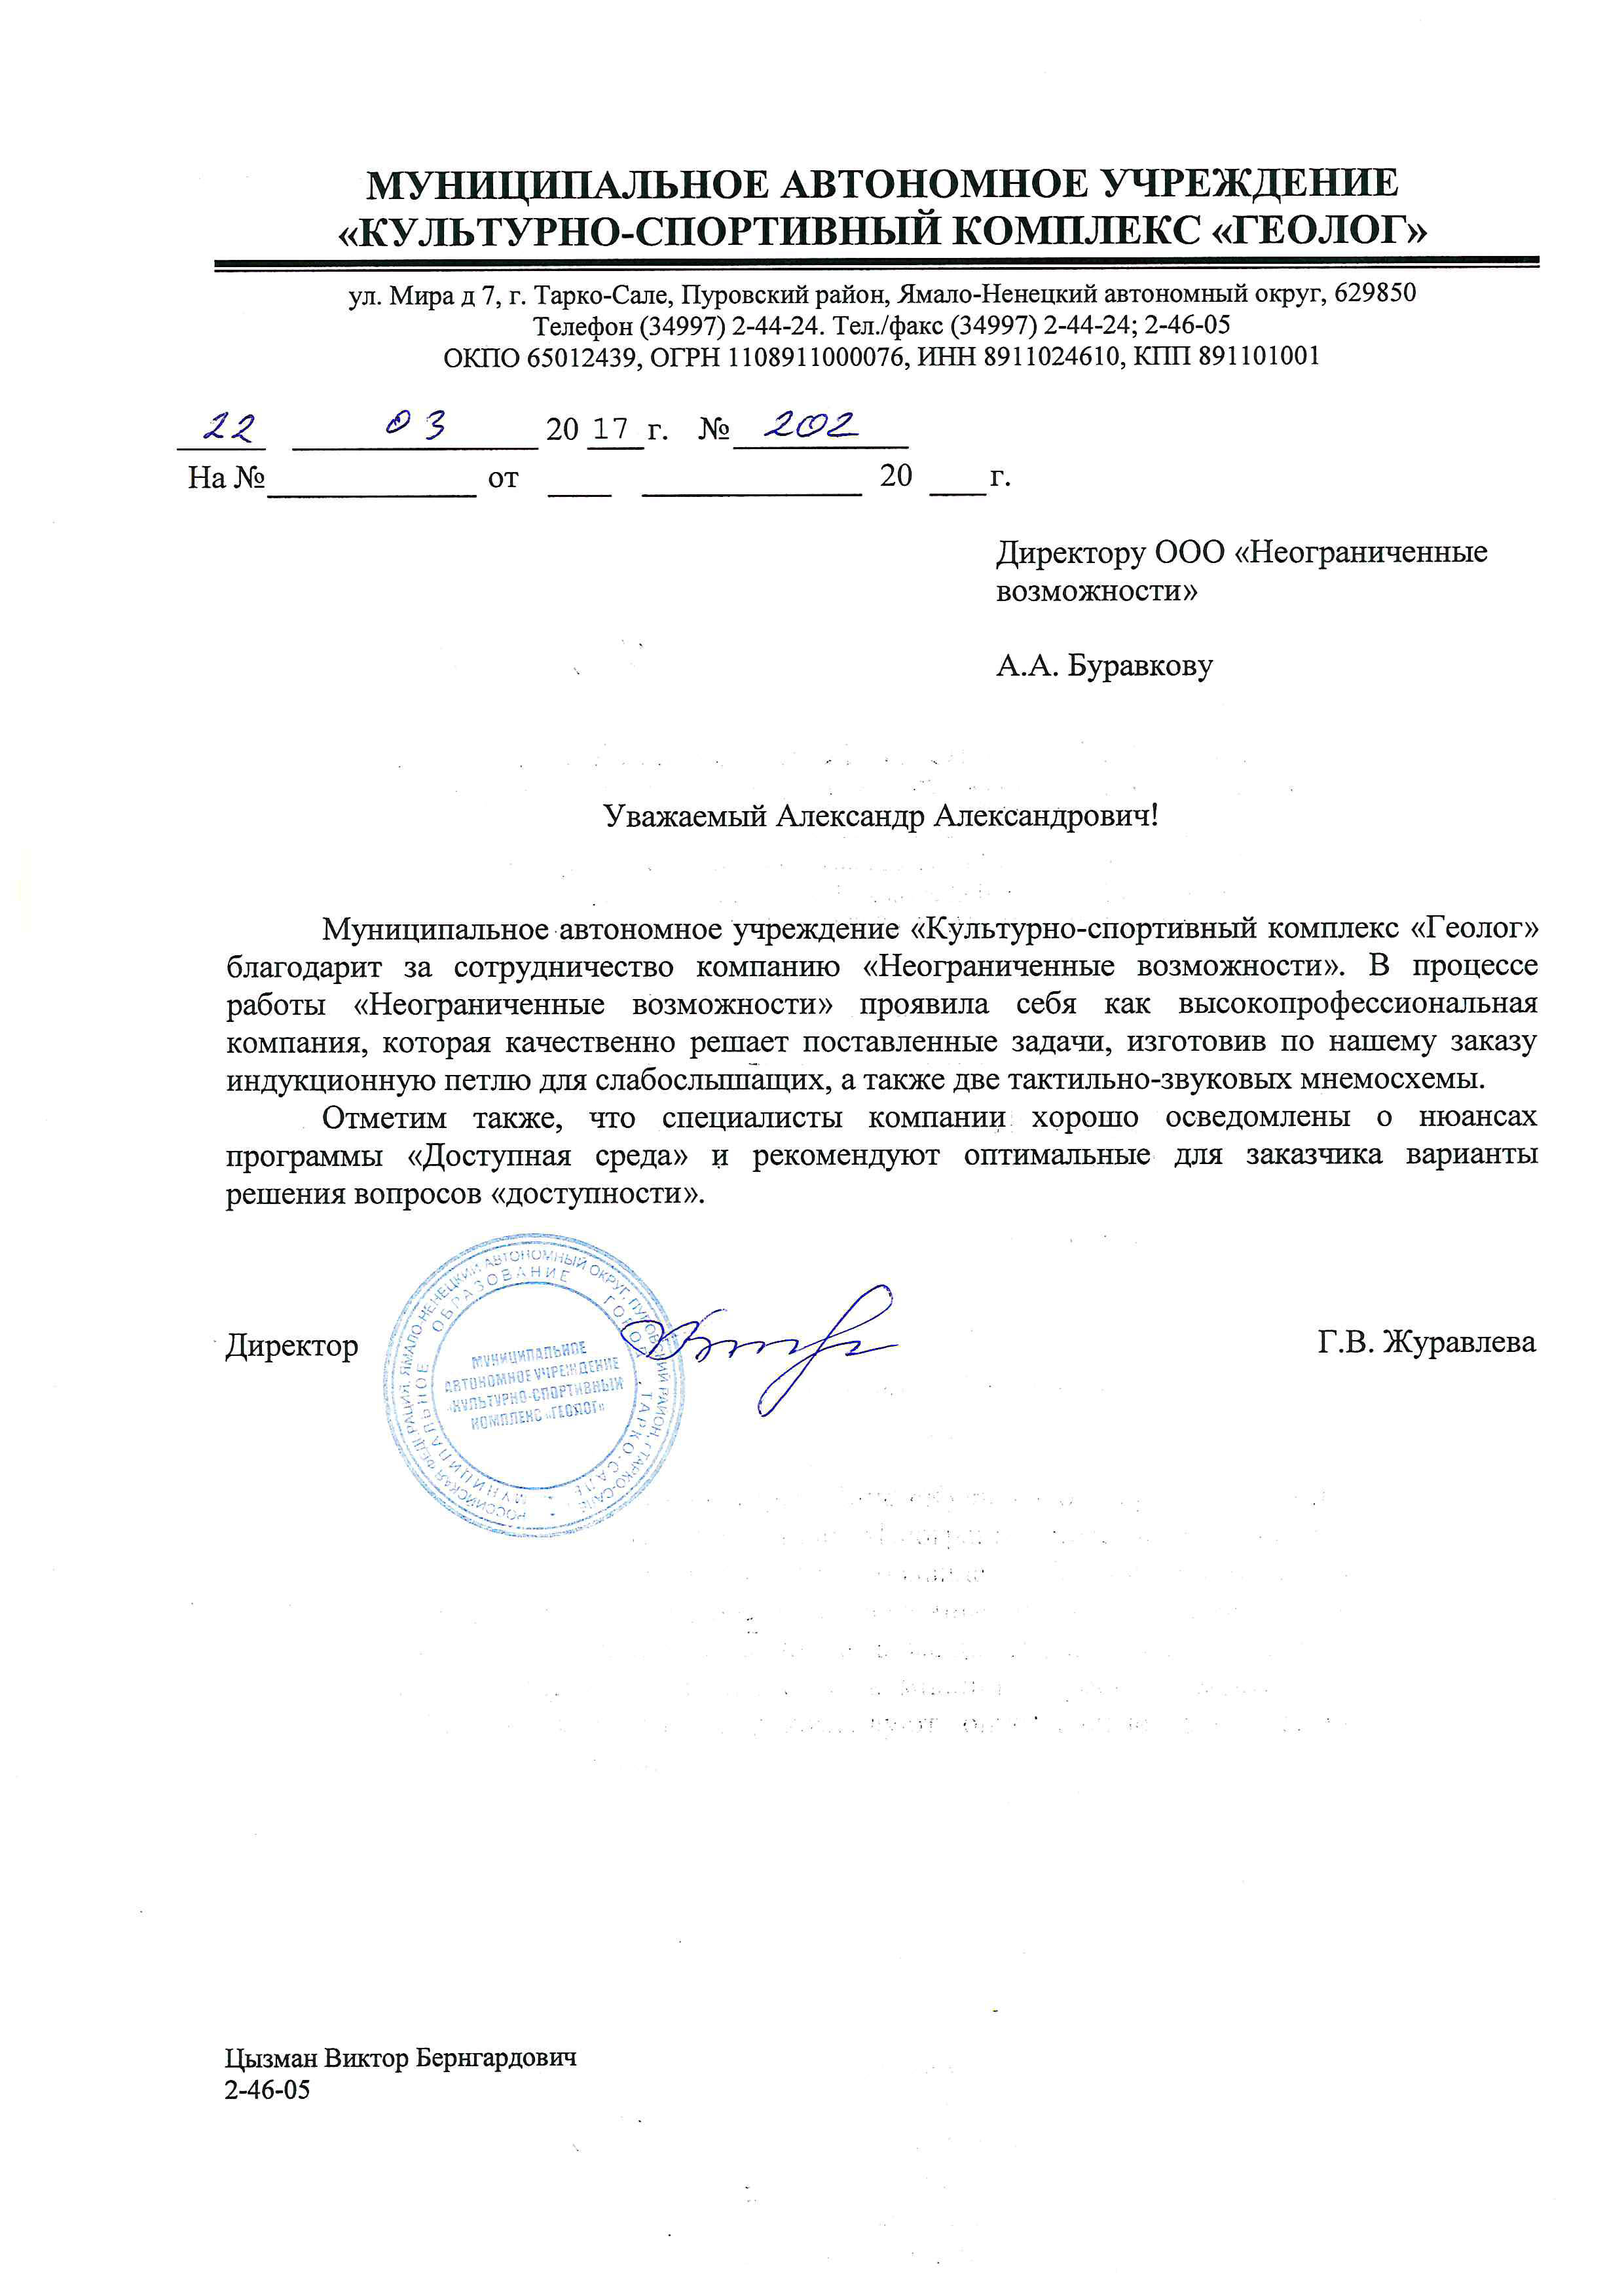 МУНИЦИПАЛЬНОЕ АВТОНОМНОЕ УЧРЕЖДЕНИЕ
«КУЛЬТУРНО-СПОРТИВНЫЙ КОМПЛЕКС «ГЕОЛОГ»
ул. Мира д 7, г. Тарко-Сале, Пуровский район, Ямало-Ненецкий автономный округ, 629850
Телефон (34997) 2-44-24. Тел./факс (34997) 2-44-24; 2-46-05
ОКПО 65012439, ОГРН 1108911000076, ИНН 8911024610, КПП 891101001
22 03 20 17 г. № 202
На № от 20 г.
Директору ООО «Неограниченные
возможности»
А.А. Буравкову
Уважаемый Александр Александрович!
Муниципальное автономное учреждение «Культурно-спортивный комплекс «Геолог»
благодарит за сотрудничество компанию «Неограниченные возможности». В процессе
работы «Неограниченные возможности» проявила себя как высокопрофессиональная
компания, которая качественно решает поставленные задачи, изготовив по нашему заказу
индукционную петлю для слабослышащих, а также две тактильно-звуковых мнемосхемы.
Отметим также, что специалисты компании хорошо осведомлены о нюансах
программы «Доступная среда» и рекомендуют оптимальные для заказчика варианты
решения вопросов «доступности».
Директор Г.В. Журавлева
РОССИЙСКАЯ ФЕДЕРАЦИЯ, ЯМАЛО-НЕНЕЦКИЙ АВТОНОМНЫЙ ОКРУГ, ПУРОВСКИЙ РАЙОН, г.ТАРКО-САЛЕ
МУНИЦИПАЛЬНОЕ ОБРАЗОВАНИЕ ГОРОД ТАРКО-САЛЕ
МУНИЦИПАЛЬНОЕ
АВТОНОМНОЕ УЧРЕЖДЕНИЕ
«КУЛЬТУРНО-СПОРТИВНЫЙ
КОМПЛЕКС «ГЕОЛОГ»
Цызман Виктор Бернгардович
2-46-05